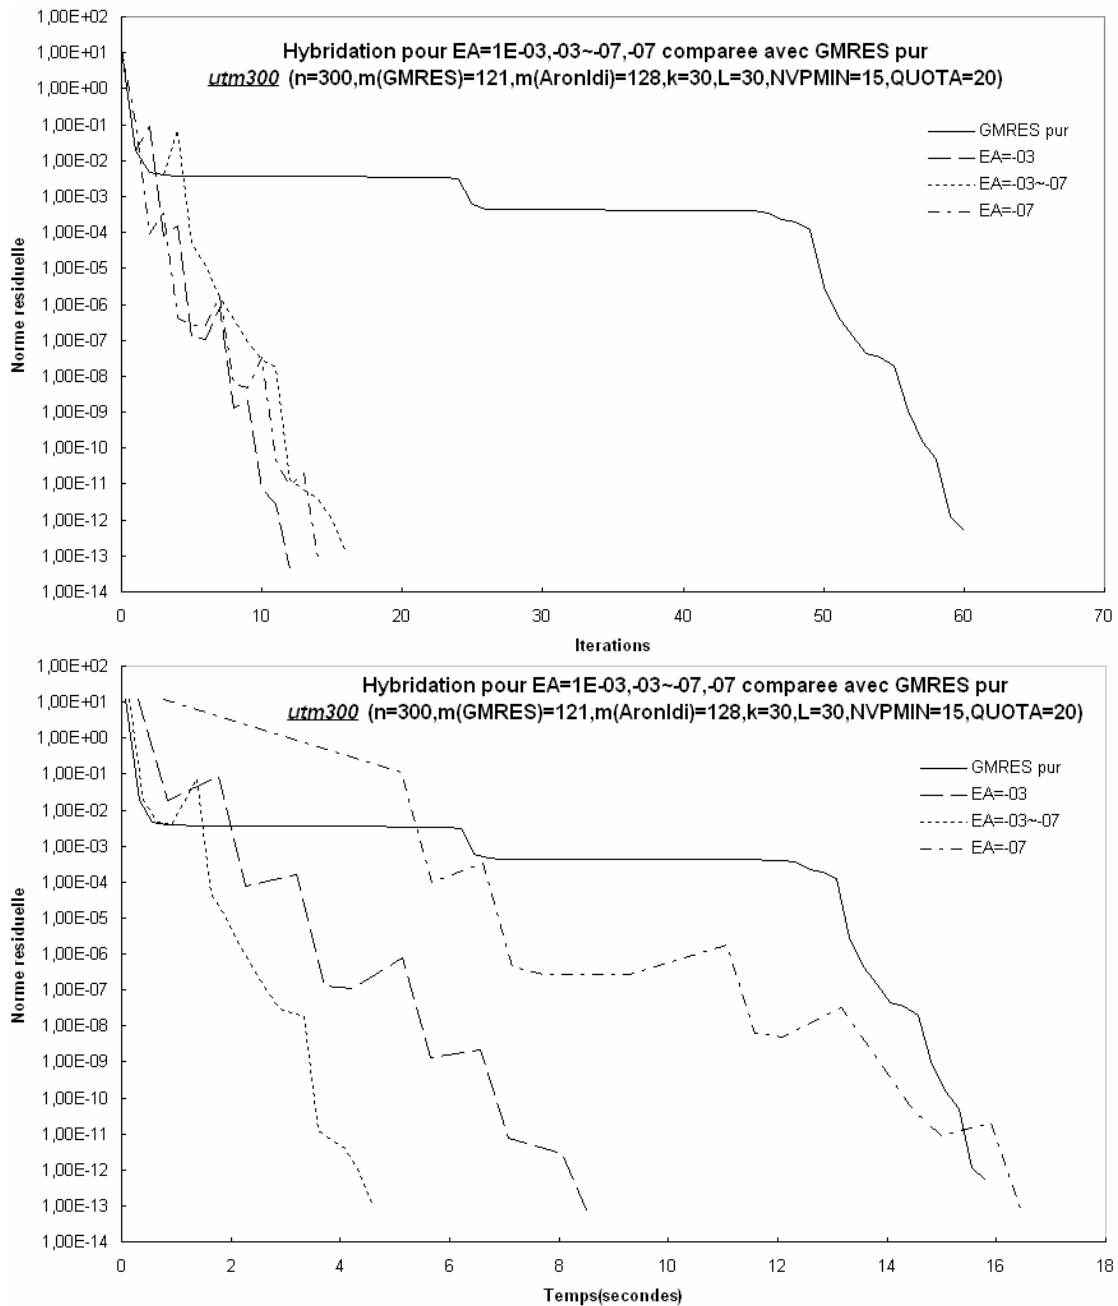 1,00E+02
1,00E+01
1,00E+00
1,00E-01
1,00E-02
1,00E-03
1,00E-04
1,00E-05
1,00E-06
1,00E-07
1,00E-08
1,00E-09
1,00E-10
1,00E-11
1,00E-12
1,00E-13
1,00E-14
Norme residuelle
Hybridation pour EA=1E-03,-03~-07,-07 comparee avec GMRES pur
utm300 (n=300,m(GMRES)=121,m(Aronldi)=128,k=30,L=30,NVPMIN=15,QUOTA=20)
GMRES pur
EA=-03
EA=-03~-07
EA=-07
0 10 20 30 40 50 60 70
Iterations
1,00E+02
1,00E+01
1,00E+00
1,00E-01
1,00E-02
1,00E-03
1,00E-04
1,00E-05
1,00E-06
1,00E-07
1,00E-08
1,00E-09
1,00E-10
1,00E-11
1,00E-12
1,00E-13
1,00E-14
Norme residuelle
Hybridation pour EA=1E-03,-03~-07,-07 comparee avec GMRES pur
utm300 (n=300,m(GMRES)=121,m(Aronldi)=128,k=30,L=30,NVPMIN=15,QUOTA=20)
GMRES pur
EA=-03
EA=-03~-07
EA=-07
0 2 4 6 8 10 12 14 16 18
Temps(secondes)